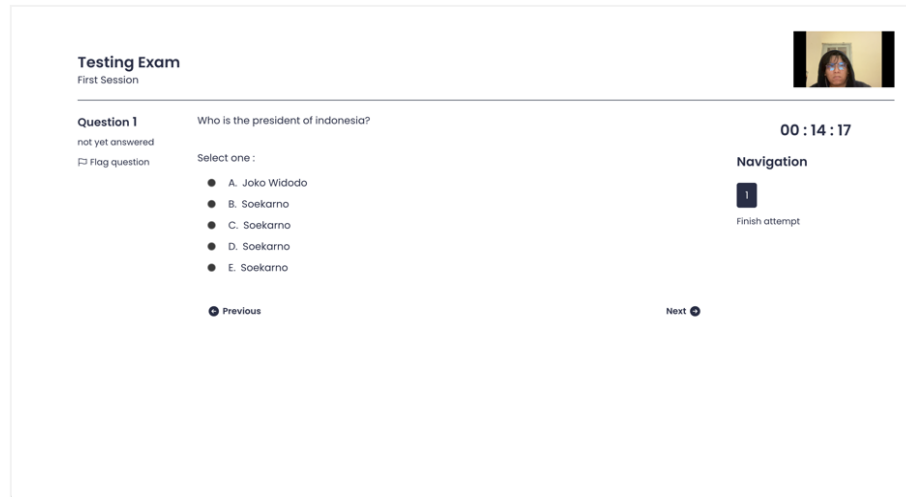 Testing Exam
First Session
Question 1
not yet answered
Flag question
Who is the president of indonesia?
Select one :
A. Joko Widodo
B. Soekarno
C. Soekarno
D. Soekarno
E. Soekarno
Previous
Next
00 : 14 : 17
Navigation
1
Finish attempt